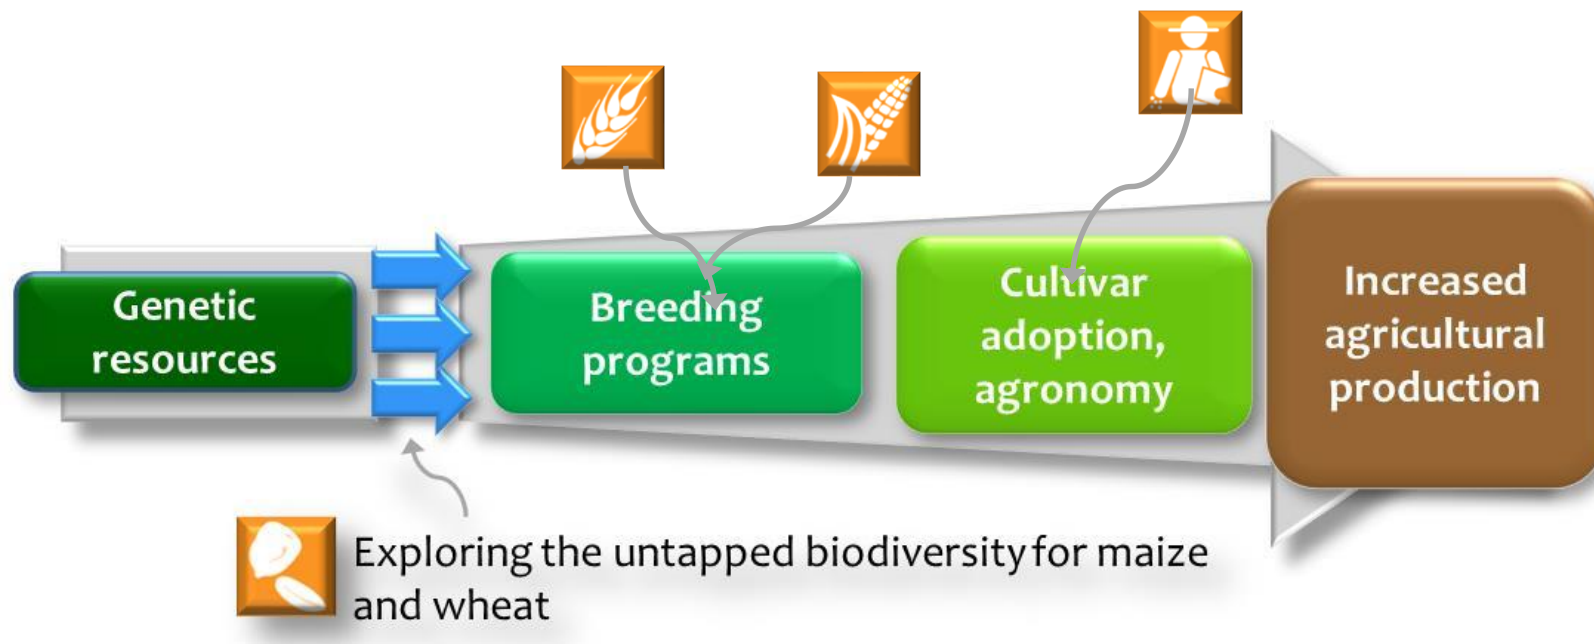 Genetic
resources
Breeding
programs
Cultivar
adoption,
agronomy
Increased
agricultural
production
Exploring the untapped biodiversity for maize
and wheat